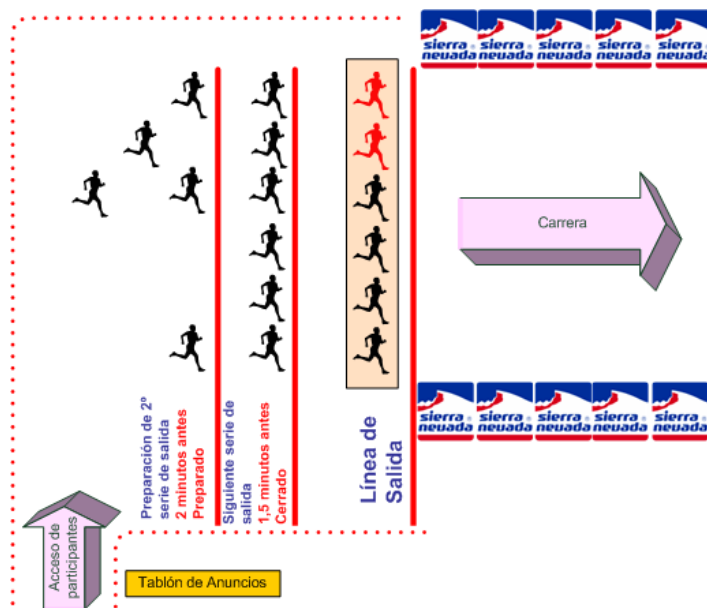 sierra
nevada
sierra
nevada
sierra
nevada
sierra
nevada
sierra
nevada
Carrera
Preparación de 2º
serie de salida
2 minutos antes
Preparado
Siguiente serie de
salida
1,5 minutos antes
Cerrado
Línea de
Salida
sierra
nevada
sierra
nevada
sierra
nevada
sierra
nevada
sierra
nevada
Acceso de
participantes
Tablón de Anuncios